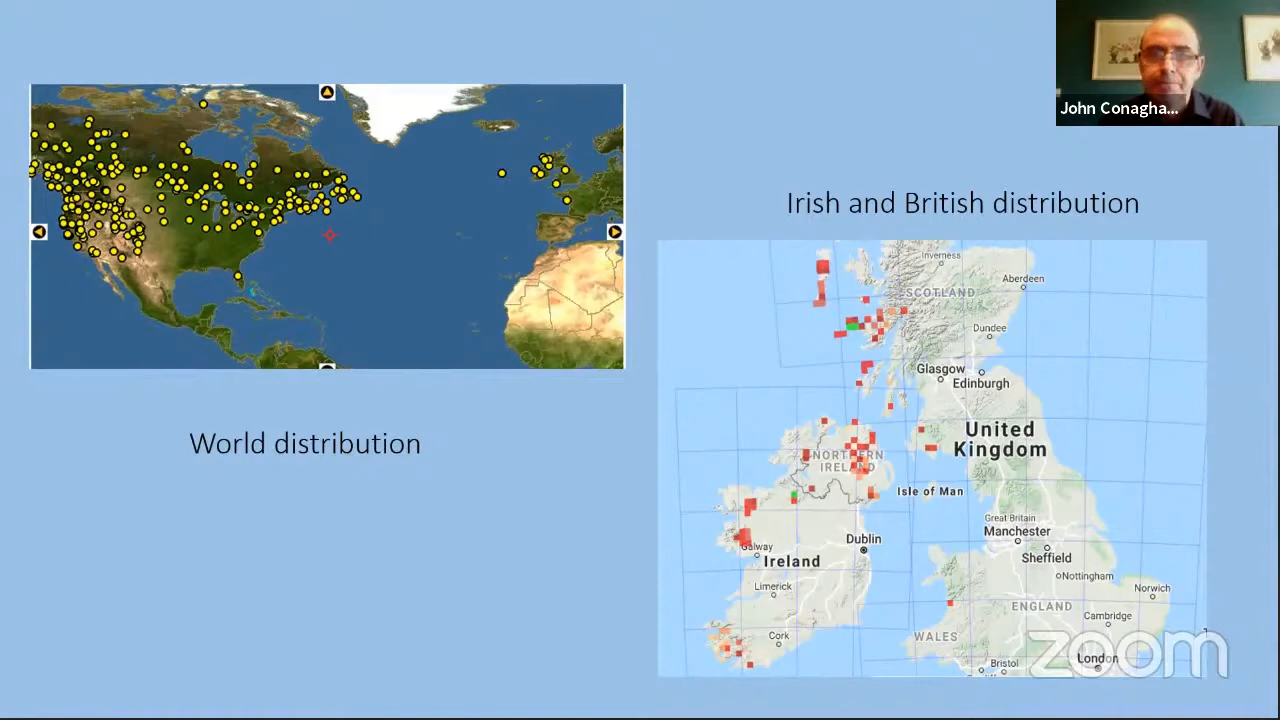 John Conagha...
Irish and British distribution
World distribution
Inverness
Aberdeen
SCOTLAND
Dundee
Glasgow
Edinburgh
United
Kingdom
NORTHERN
IRELAND
Isle of Man
Great Britain
Manchester
Dublin
Galway
Ireland
Sheffield
Limerick
Nottingham
Norwich
ENGLAND
Cambridge
Cork
WALES
London
Bristol
zoom